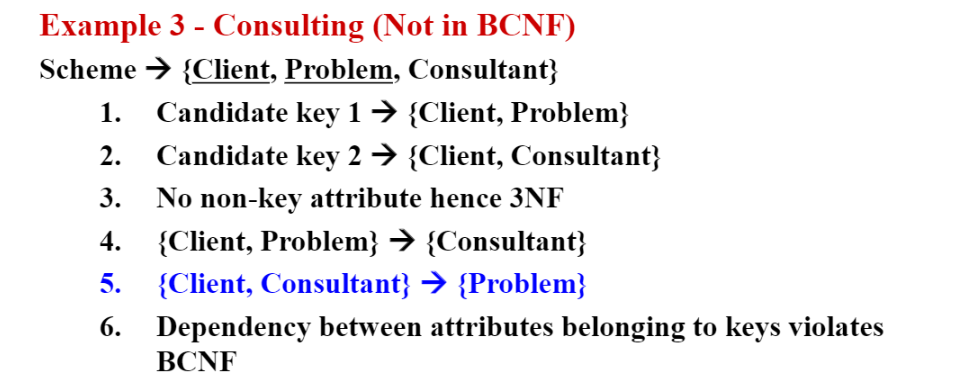 Example 3 - Consulting (Not in BCNF)
Scheme → {Client, Problem, Consultant}
1. Candidate key 1 → {Client, Problem}
2. Candidate key 2 → {Client, Consultant}
3. No non-key attribute hence 3NF
4. {Client, Problem} → {Consultant}
5. {Client, Consultant} → {Problem}
6. Dependency between attributes belonging to keys violates
BCNF